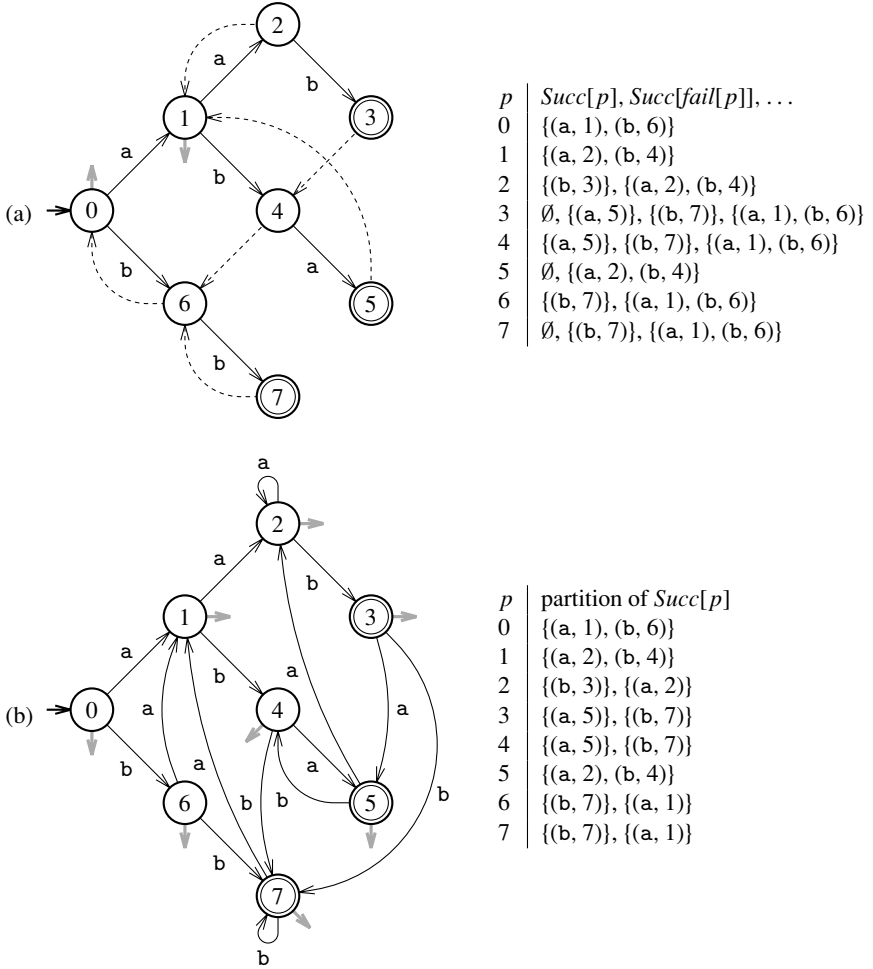 2
a
b
p Succ[p], Succ[fail[p]], . . .
1
3
0 {(a, 1), (b, 6)}
a
b
1 {(a, 2), (b, 4)}
2 {(b, 3)}, {(a, 2), (b, 4)}
(a)
0
4
3 ∅, {(a, 5)}, {(b, 7)}, {(a, 1), (b, 6)}
4 {(a, 5)}, {(b, 7)}, {(a, 1), (b, 6)}
b
a
5 ∅, {(a, 2), (b, 4)}
6
5
6 {(b, 7)}, {(a, 1), (b, 6)}
7 ∅, {(b, 7)}, {(a, 1), (b, 6)}
b
7
a
2
a
b
p partition of Succ[p]
1
3
0 {(a, 1), (b, 6)}
a
b
a
1 {(a, 2), (b, 4)}
2 {(b, 3)}, {(a, 2)}
(b)
0
a
4
a
3 {(a, 5)}, {(b, 7)}
4 {(a, 5)}, {(b, 7)}
b
a
a
5 {(a, 2), (b, 4)}
6
b
b
5
b
6 {(b, 7)}, {(a, 1)}
7 {(b, 7)}, {(a, 1)}
b
7
b